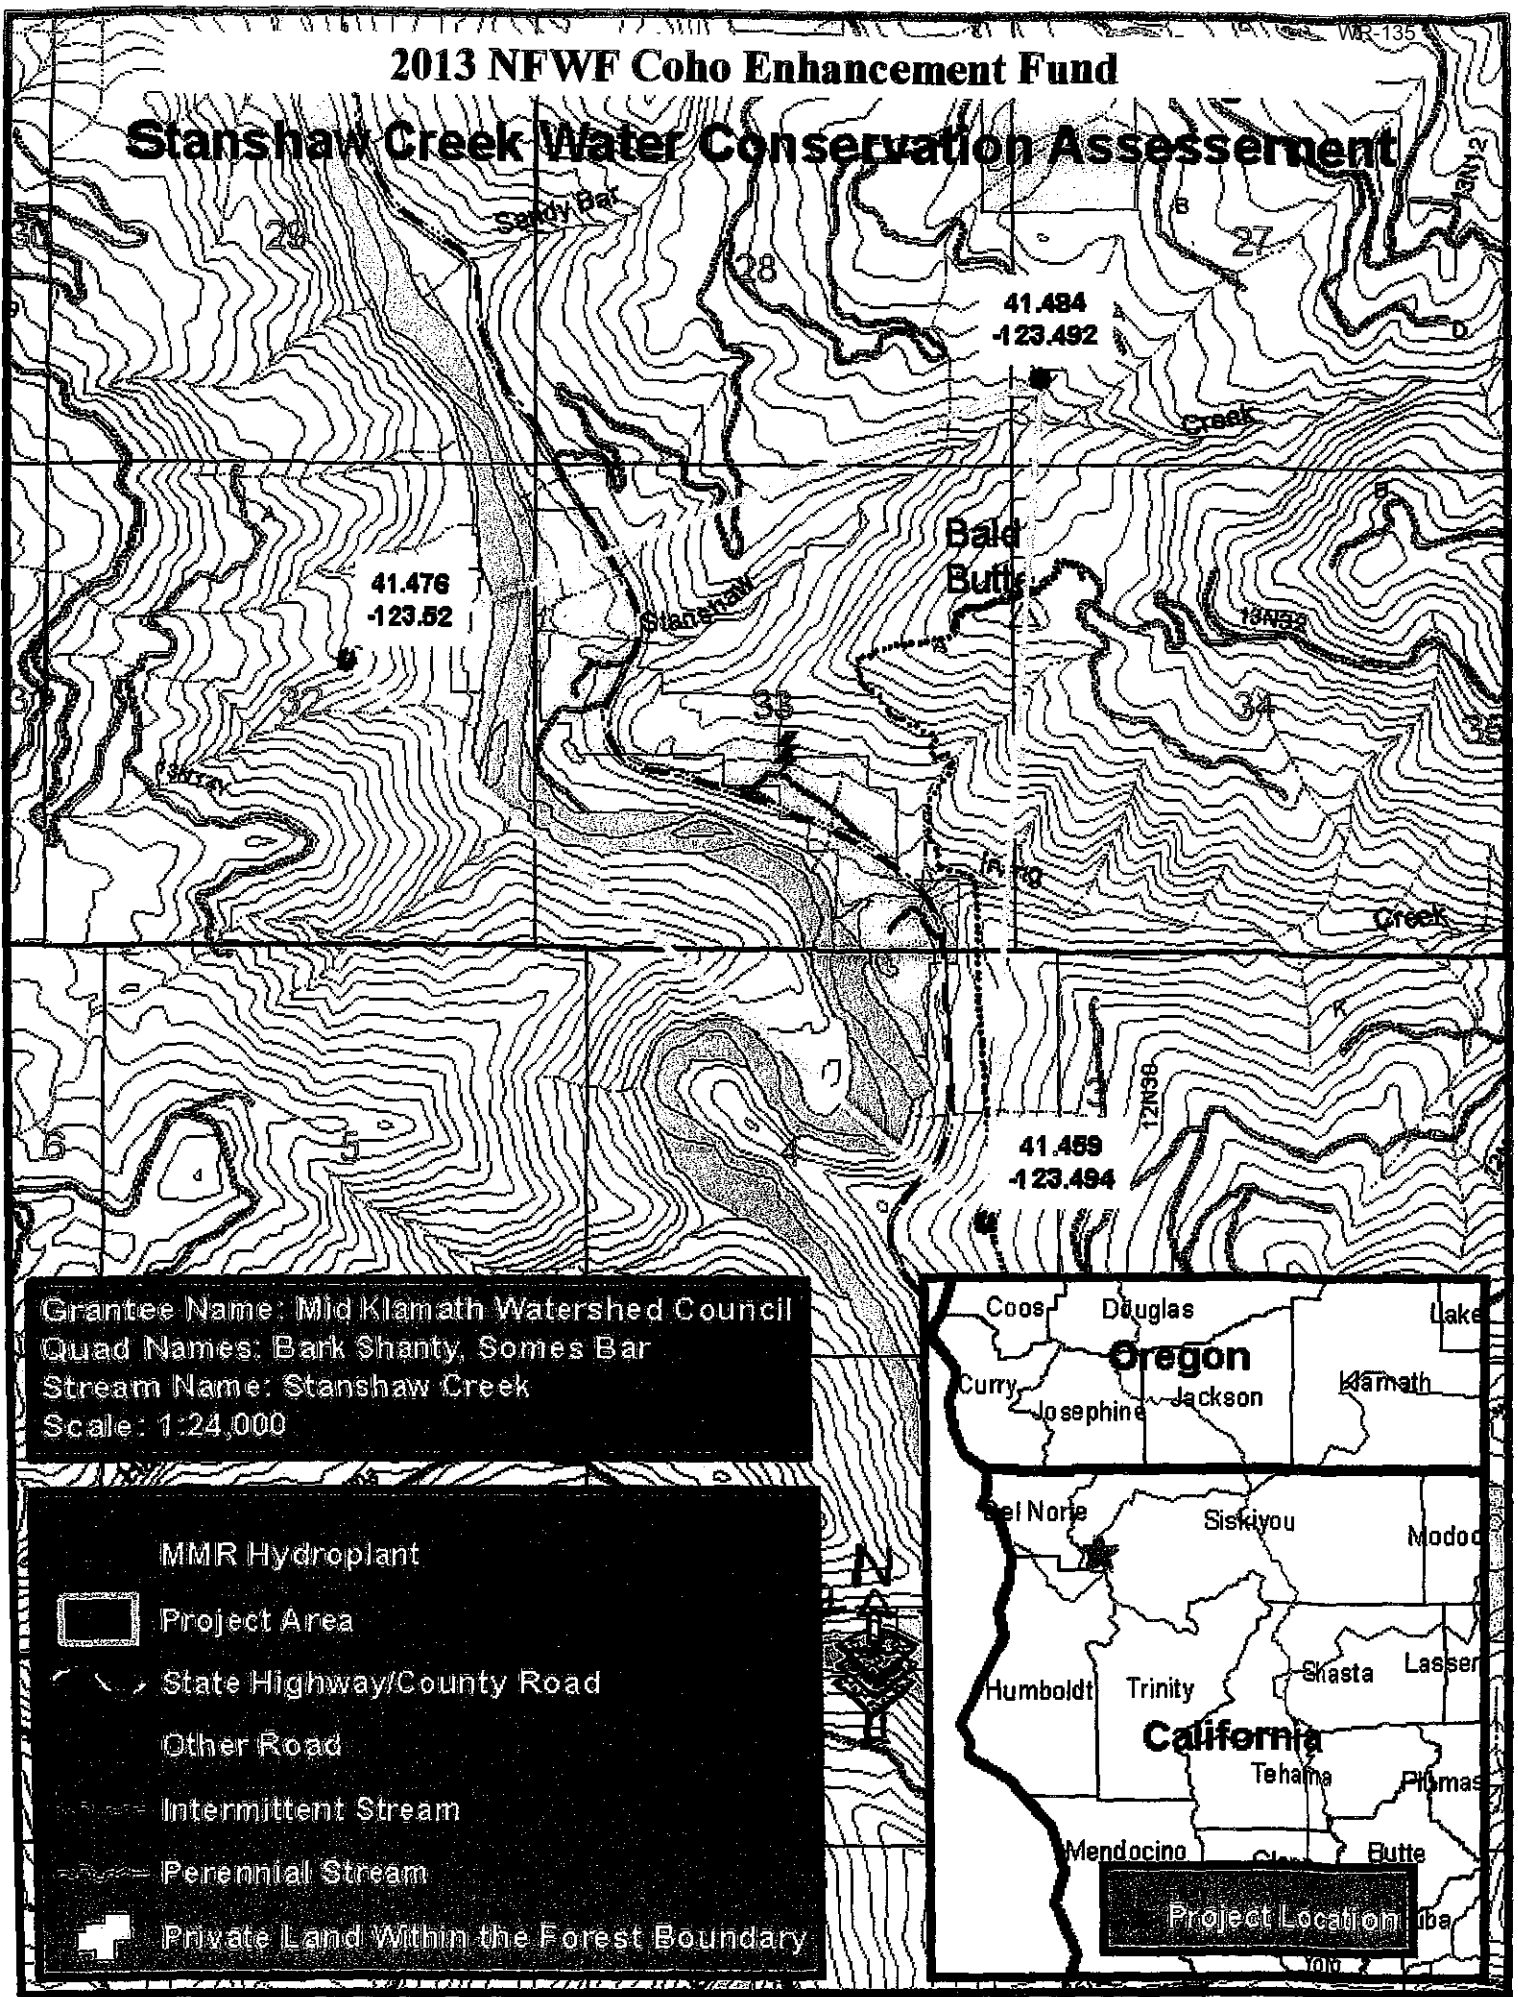 WR-135
2013 NFWF Coho Enhancement Fund
Stanshaw Creek Water Conservation Assessement
Sandy Bar
29
28
27
B
D
41.484
-123.492
Creek
A
Bald
Butte
B
41.476
-123.52
Stanshaw
13N32
A
32
33
34
Creek
K
12N38
6
5
4
41.459
-123.494
Grantee Name: Mid Klamath Watershed Council
Quad Names: Bark Shanty, Somes Bar
Stream Name: Stanshaw Creek
Scale: 1:24,000
MMR Hydroplant
Project Area
State Highway/County Road
Other Road
Intermittent Stream
Perennial Stream
Private Land Within the Forest Boundary
N
Coos
Douglas
Lake
Oregon
Curry
Josephine
Jackson
Klamath
Del Norte
Siskiyou
Modoc
Humboldt
Trinity
Shasta
Lassen
California
Tehama
Plumas
Mendocino
Butte
Project Location
uba
Yolo